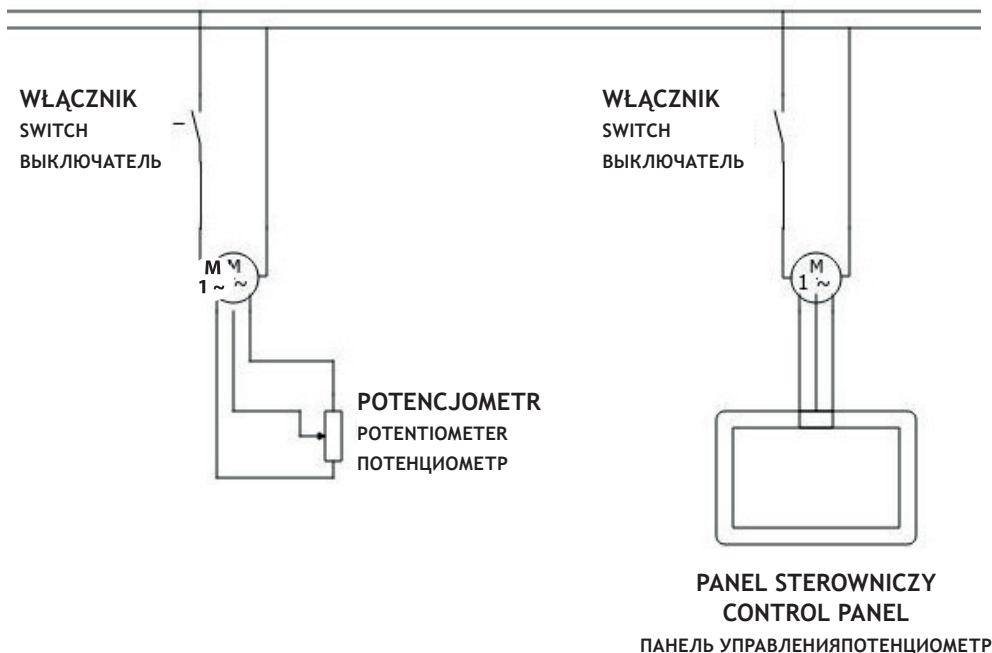 WŁĄCZNIK
SWITCH
ВЫКЛЮЧАТЕЛЬ
M
1 ~
M
~
POTENCJOMETR
POTENTIOMETER
ПОТЕНЦИОМЕТР
WŁĄCZNIK
SWITCH
ВЫКЛЮЧАТЕЛЬ
M
1 ~
PANEL STEROWNICZY
CONTROL PANEL
ПАНЕЛЬ УПРАВЛЕНИЯПОТЕНЦИОМЕТР